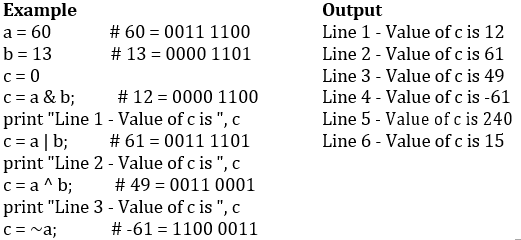 Example
a = 60 # 60 = 0011 1100
b = 13 # 13 = 0000 1101
c = 0
c = a & b; # 12 = 0000 1100
print "Line 1 - Value of c is ", c
c = a | b; # 61 = 0011 1101
print "Line 2 - Value of c is ", c
c = a ^ b; # 49 = 0011 0001
print "Line 3 - Value of c is ", c
c = ~a; # -61 = 1100 0011
Output
Line 1 - Value of c is 12
Line 2 - Value of c is 61
Line 3 - Value of c is 49
Line 4 - Value of c is -61
Line 5 - Value of c is 240
Line 6 - Value of c is 15